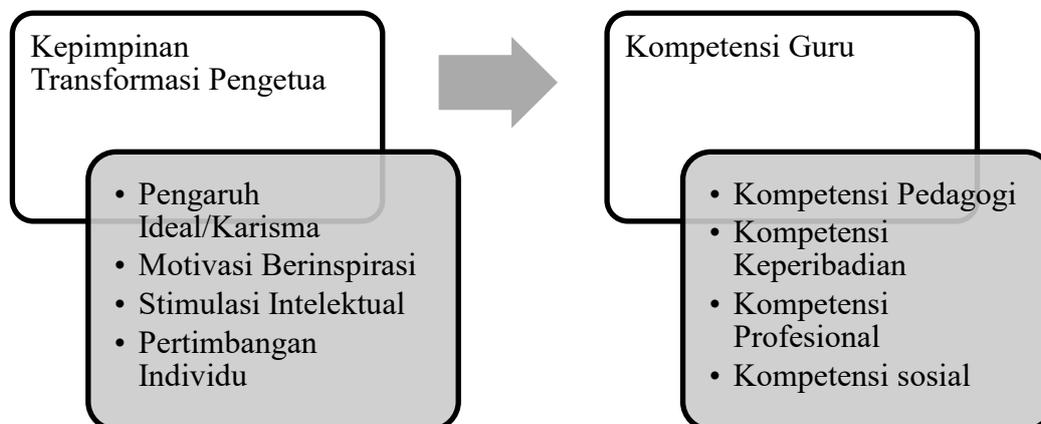 Kepimpinan
Transformasi Pengetua
• Pengaruh
Ideal/Karisma
• Motivasi Berinspirasi
• Stimulasi Intelektual
• Pertimbangan
Individu
Kompetensi Guru
• Kompetensi Pedagogi
• Kompetensi
Keperibadian
• Kompetensi
Profesional
• Kompetensi sosial